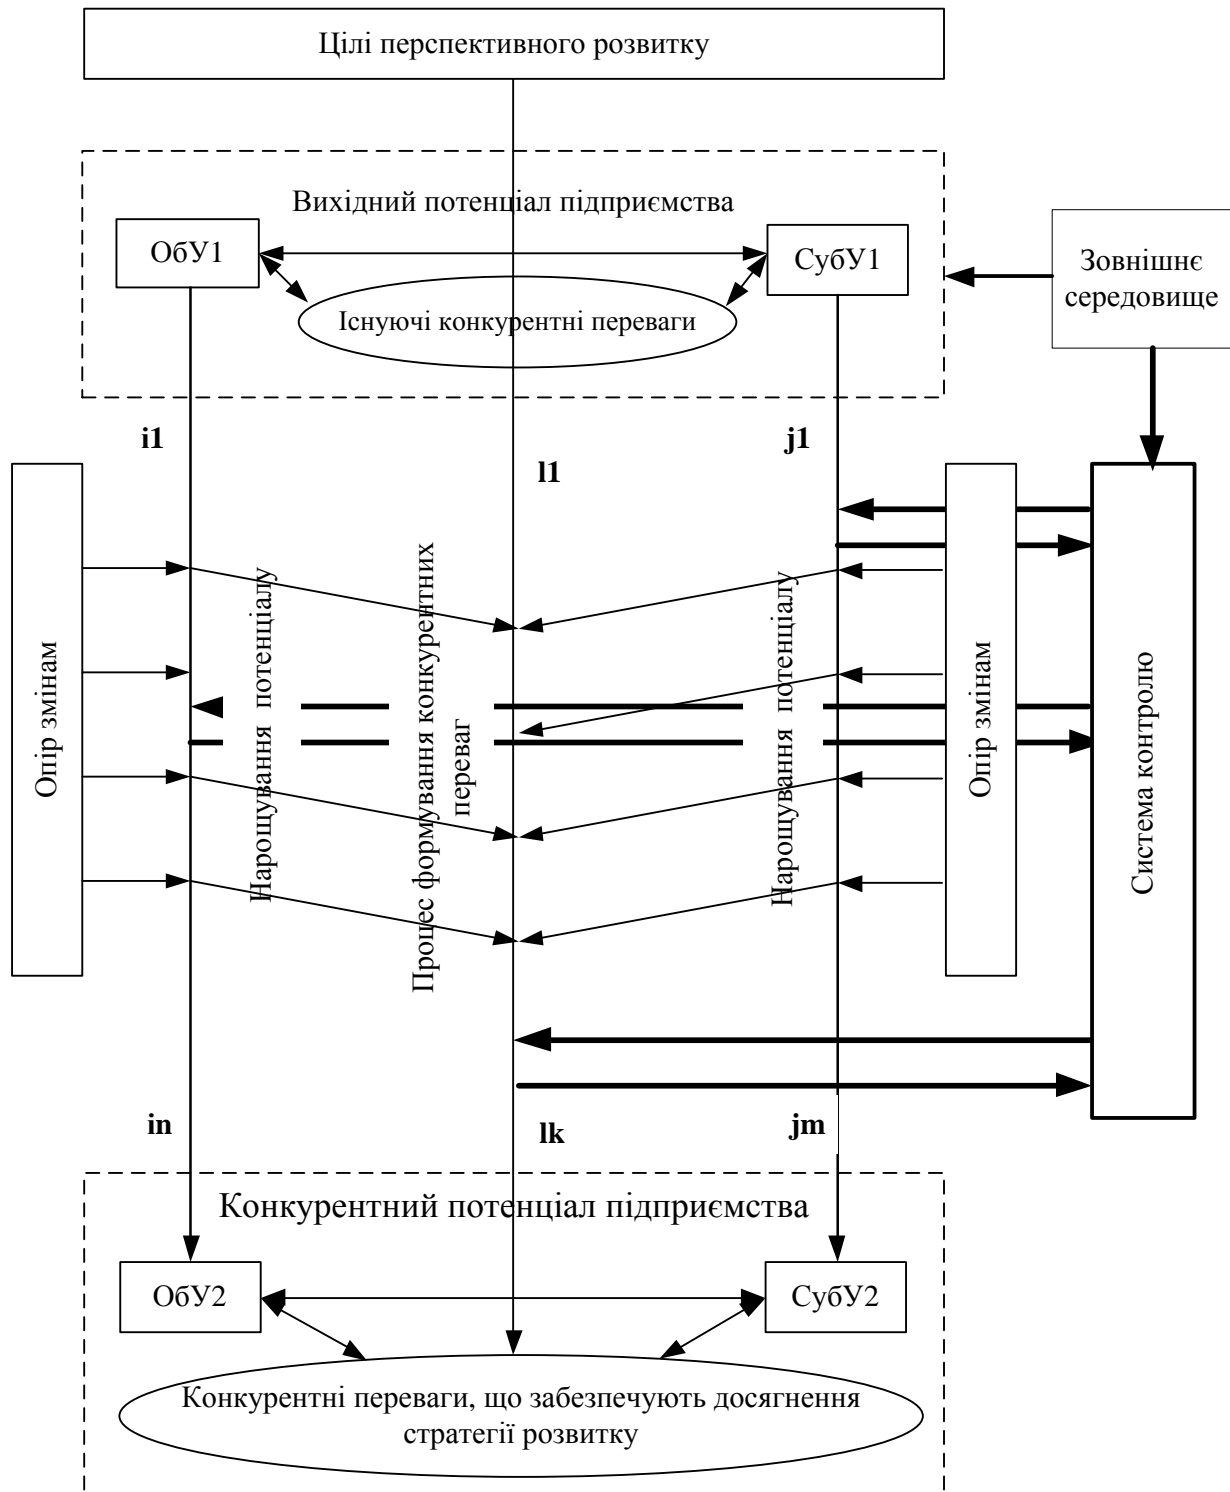 Цілі перспективного розвитку
Вихідний потенціал підприємства
ОбУ1
СубУ1
Існуючі конкурентні переваги
Зовнішнє
середовище
i1
l1
j1
Опір змінам
Нарощування потенціалу
Процес формування конкурентних
переваг
Нарощування потенціалу
Опір змінам
Система контролю
in
lk
jm
Конкурентний потенціал підприємства
ОбУ2
СубУ2
Конкурентні переваги, що забезпечують досягнення
стратегії розвитку